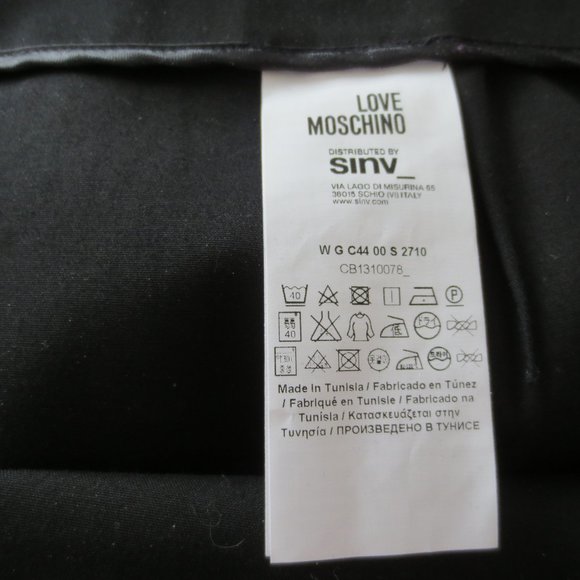 LOVE
MOSCHINO
DISTRIBUTED BY
sinv_
VIA LAGO DI MISURINA 65
36015 SCHIO (VI) ITALY
www.sinv.com
W G C44 00 S 2710
CB1310078_
40 P
40
Made in Tunisia / Fabricado en Túnez
/ Fabriqué en Tunisie / Fabricado na
Tunísia / Κατασκευάζεται στην
Τυνησία / ПРОИЗВЕДЕНО В ТУНИСЕ